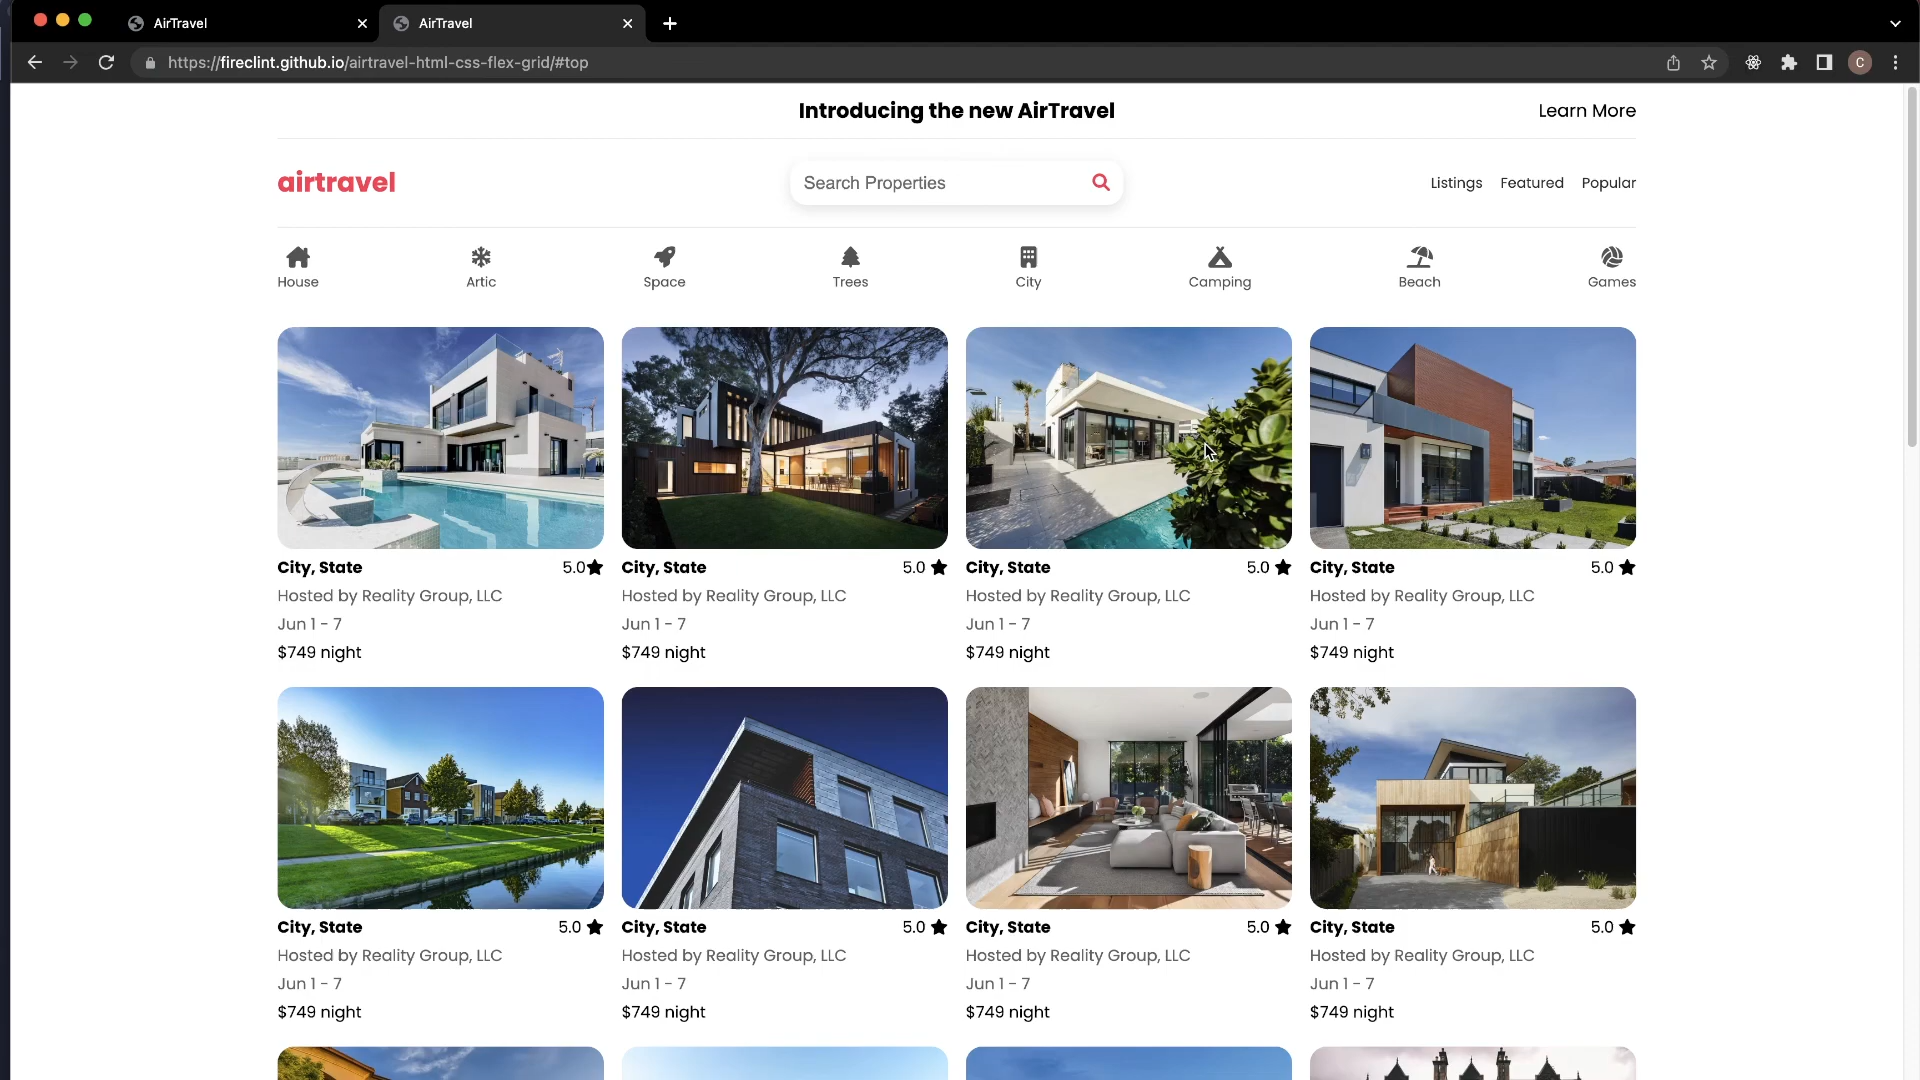 AirTravel
AirTravel
https://fireclint.github.io/airtravel-html-css-flex-grid/#top
C
Introducing the new AirTravel
Learn More
airtravel
Search Properties
Listings Featured Popular
House Artic Space Trees City Camping Beach Games
City, State 5.0 City, State 5.0 City, State 5.0 City, State 5.0
Hosted by Reality Group, LLC Hosted by Reality Group, LLC Hosted by Reality Group, LLC Hosted by Reality Group, LLC
Jun 1 - 7 Jun 1 - 7 Jun 1 - 7 Jun 1 - 7
$749 night $749 night $749 night $749 night
City, State 5.0 City, State 5.0 City, State 5.0 City, State 5.0
Hosted by Reality Group, LLC Hosted by Reality Group, LLC Hosted by Reality Group, LLC Hosted by Reality Group, LLC
Jun 1 - 7 Jun 1 - 7 Jun 1 - 7 Jun 1 - 7
$749 night $749 night $749 night $749 night